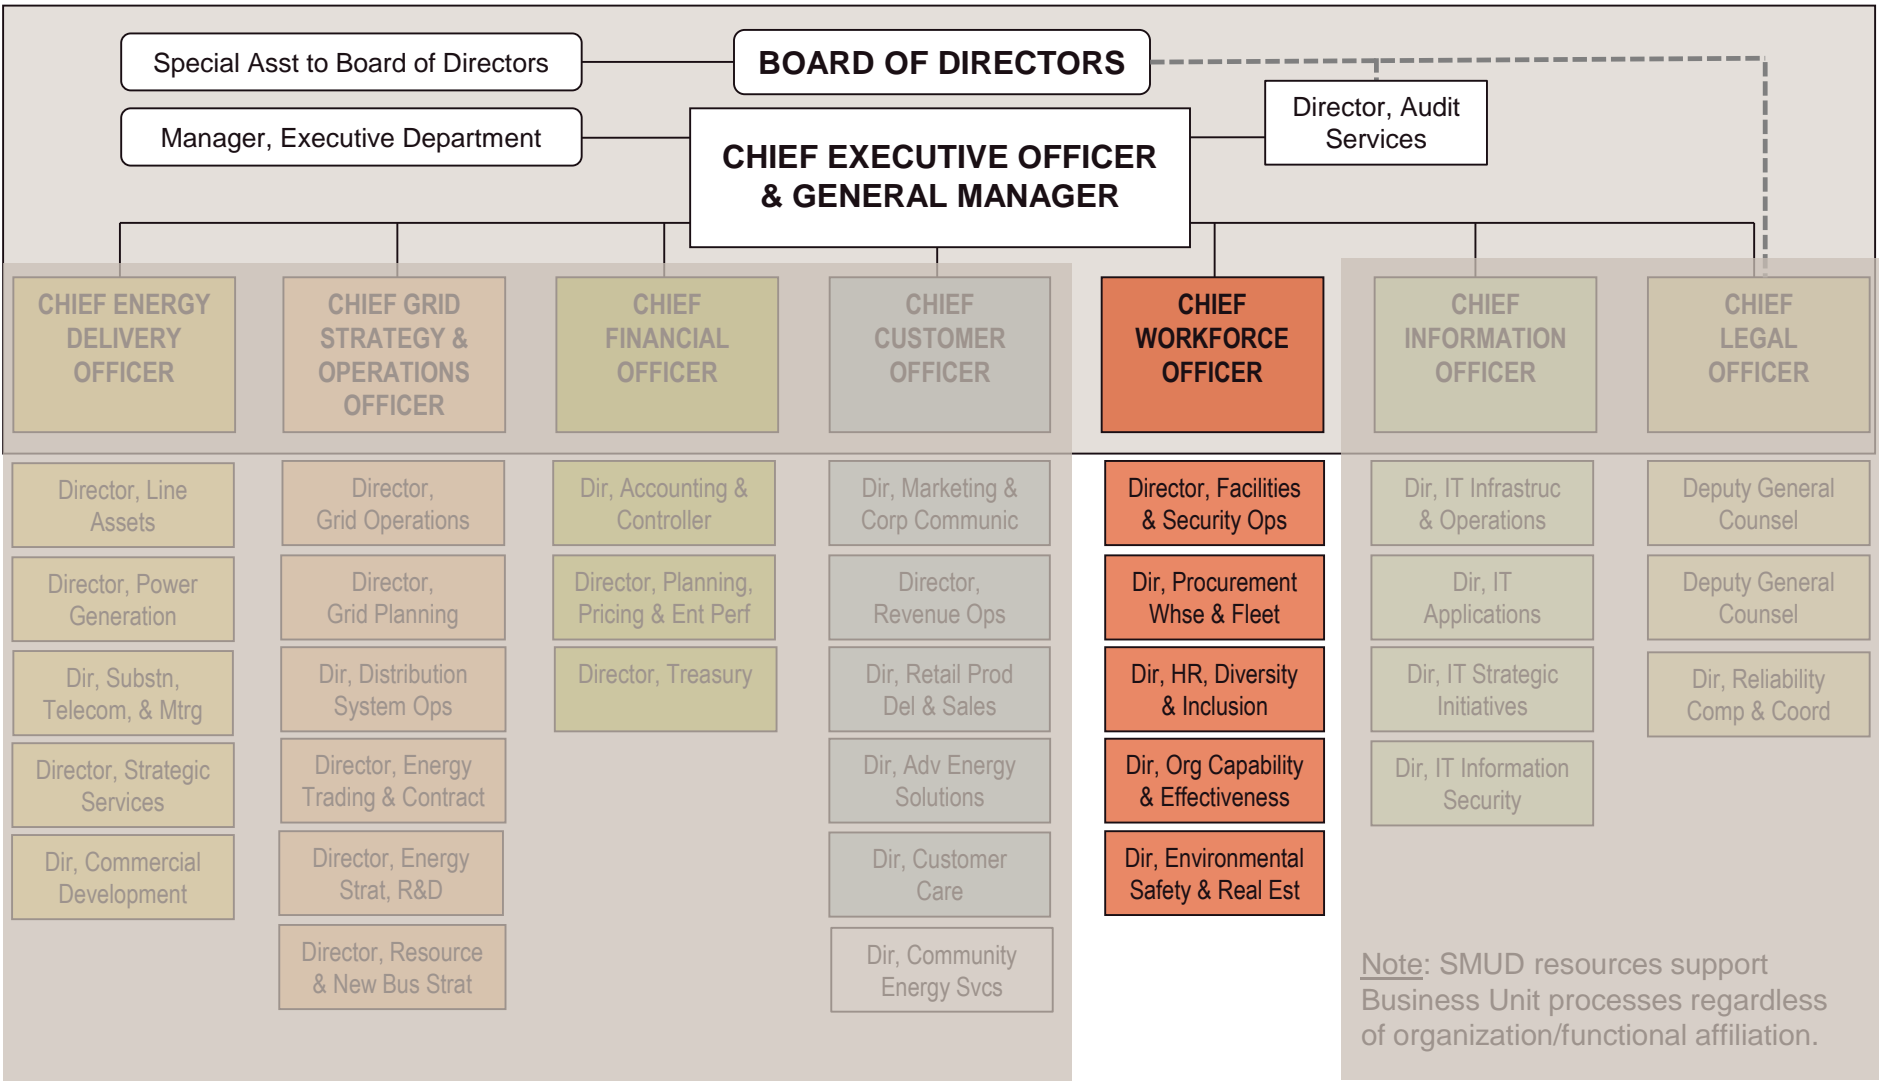 Special Asst to Board of Directors
BOARD OF DIRECTORS
Manager, Executive Department
CHIEF EXECUTIVE OFFICER
& GENERAL MANAGER
Director, Audit
Services
CHIEF ENERGY
DELIVERY
OFFICER
CHIEF GRID
STRATEGY &
OPERATIONS
OFFICER
CHIEF
FINANCIAL
OFFICER
CHIEF
CUSTOMER
OFFICER
CHIEF
WORKFORCE
OFFICER
CHIEF
INFORMATION
OFFICER
CHIEF
LEGAL
OFFICER
Director, Line
Assets
Director, Power
Generation
Dir, Substn,
Telecom, & Mtrg
Director, Strategic
Services
Dir, Commercial
Development
Director,
Grid Operations
Director,
Grid Planning
Dir, Distribution
System Ops
Director, Energy
Trading & Contract
Director, Energy
Strat, R&D
Director, Resource
& New Bus Strat
Dir, Accounting &
Controller
Director, Planning,
Pricing & Ent Perf
Director, Treasury
Dir, Marketing &
Corp Communic
Director,
Revenue Ops
Dir, Retail Prod
Del & Sales
Dir, Adv Energy
Solutions
Dir, Customer
Care
Dir, Community
Energy Svcs
Director, Facilities
& Security Ops
Dir, Procurement
Whse & Fleet
Dir, HR, Diversity
& Inclusion
Dir, Org Capability
& Effectiveness
Dir, Environmental
Safety & Real Est
Dir, IT Infrastruc
& Operations
Dir, IT
Applications
Dir, IT Strategic
Initiatives
Dir, IT Information
Security
Deputy General
Counsel
Deputy General
Counsel
Dir, Reliability
Comp & Coord
Note: SMUD resources support
Business Unit processes regardless
of organization/functional affiliation.